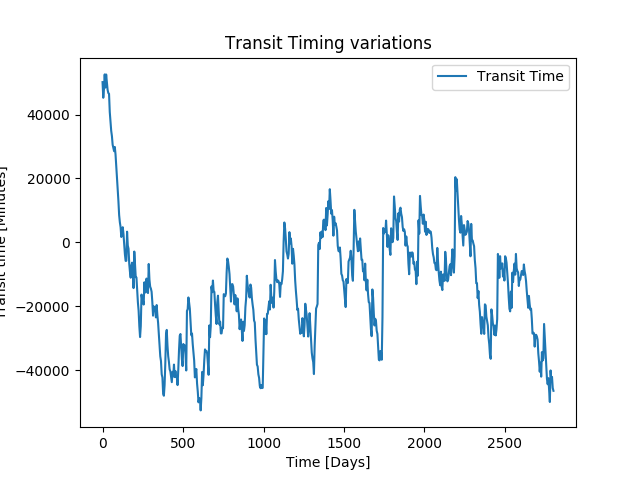 Transit Timing variations
Transit Time
40000
20000
0
−20000
−40000
Transit time [Minutes]
0 500 1000 1500 2000 2500
Time [Days]